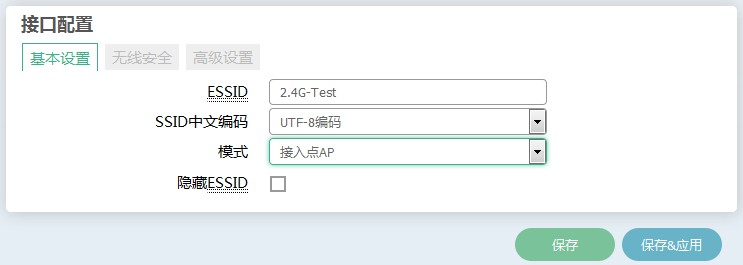 接口配置
基本设置 无线安全 高级设置
ESSID 2.4G-Test
SSID中文编码 UTF-8编码
模式 接入点AP
隐藏ESSID
保存 保存&应用